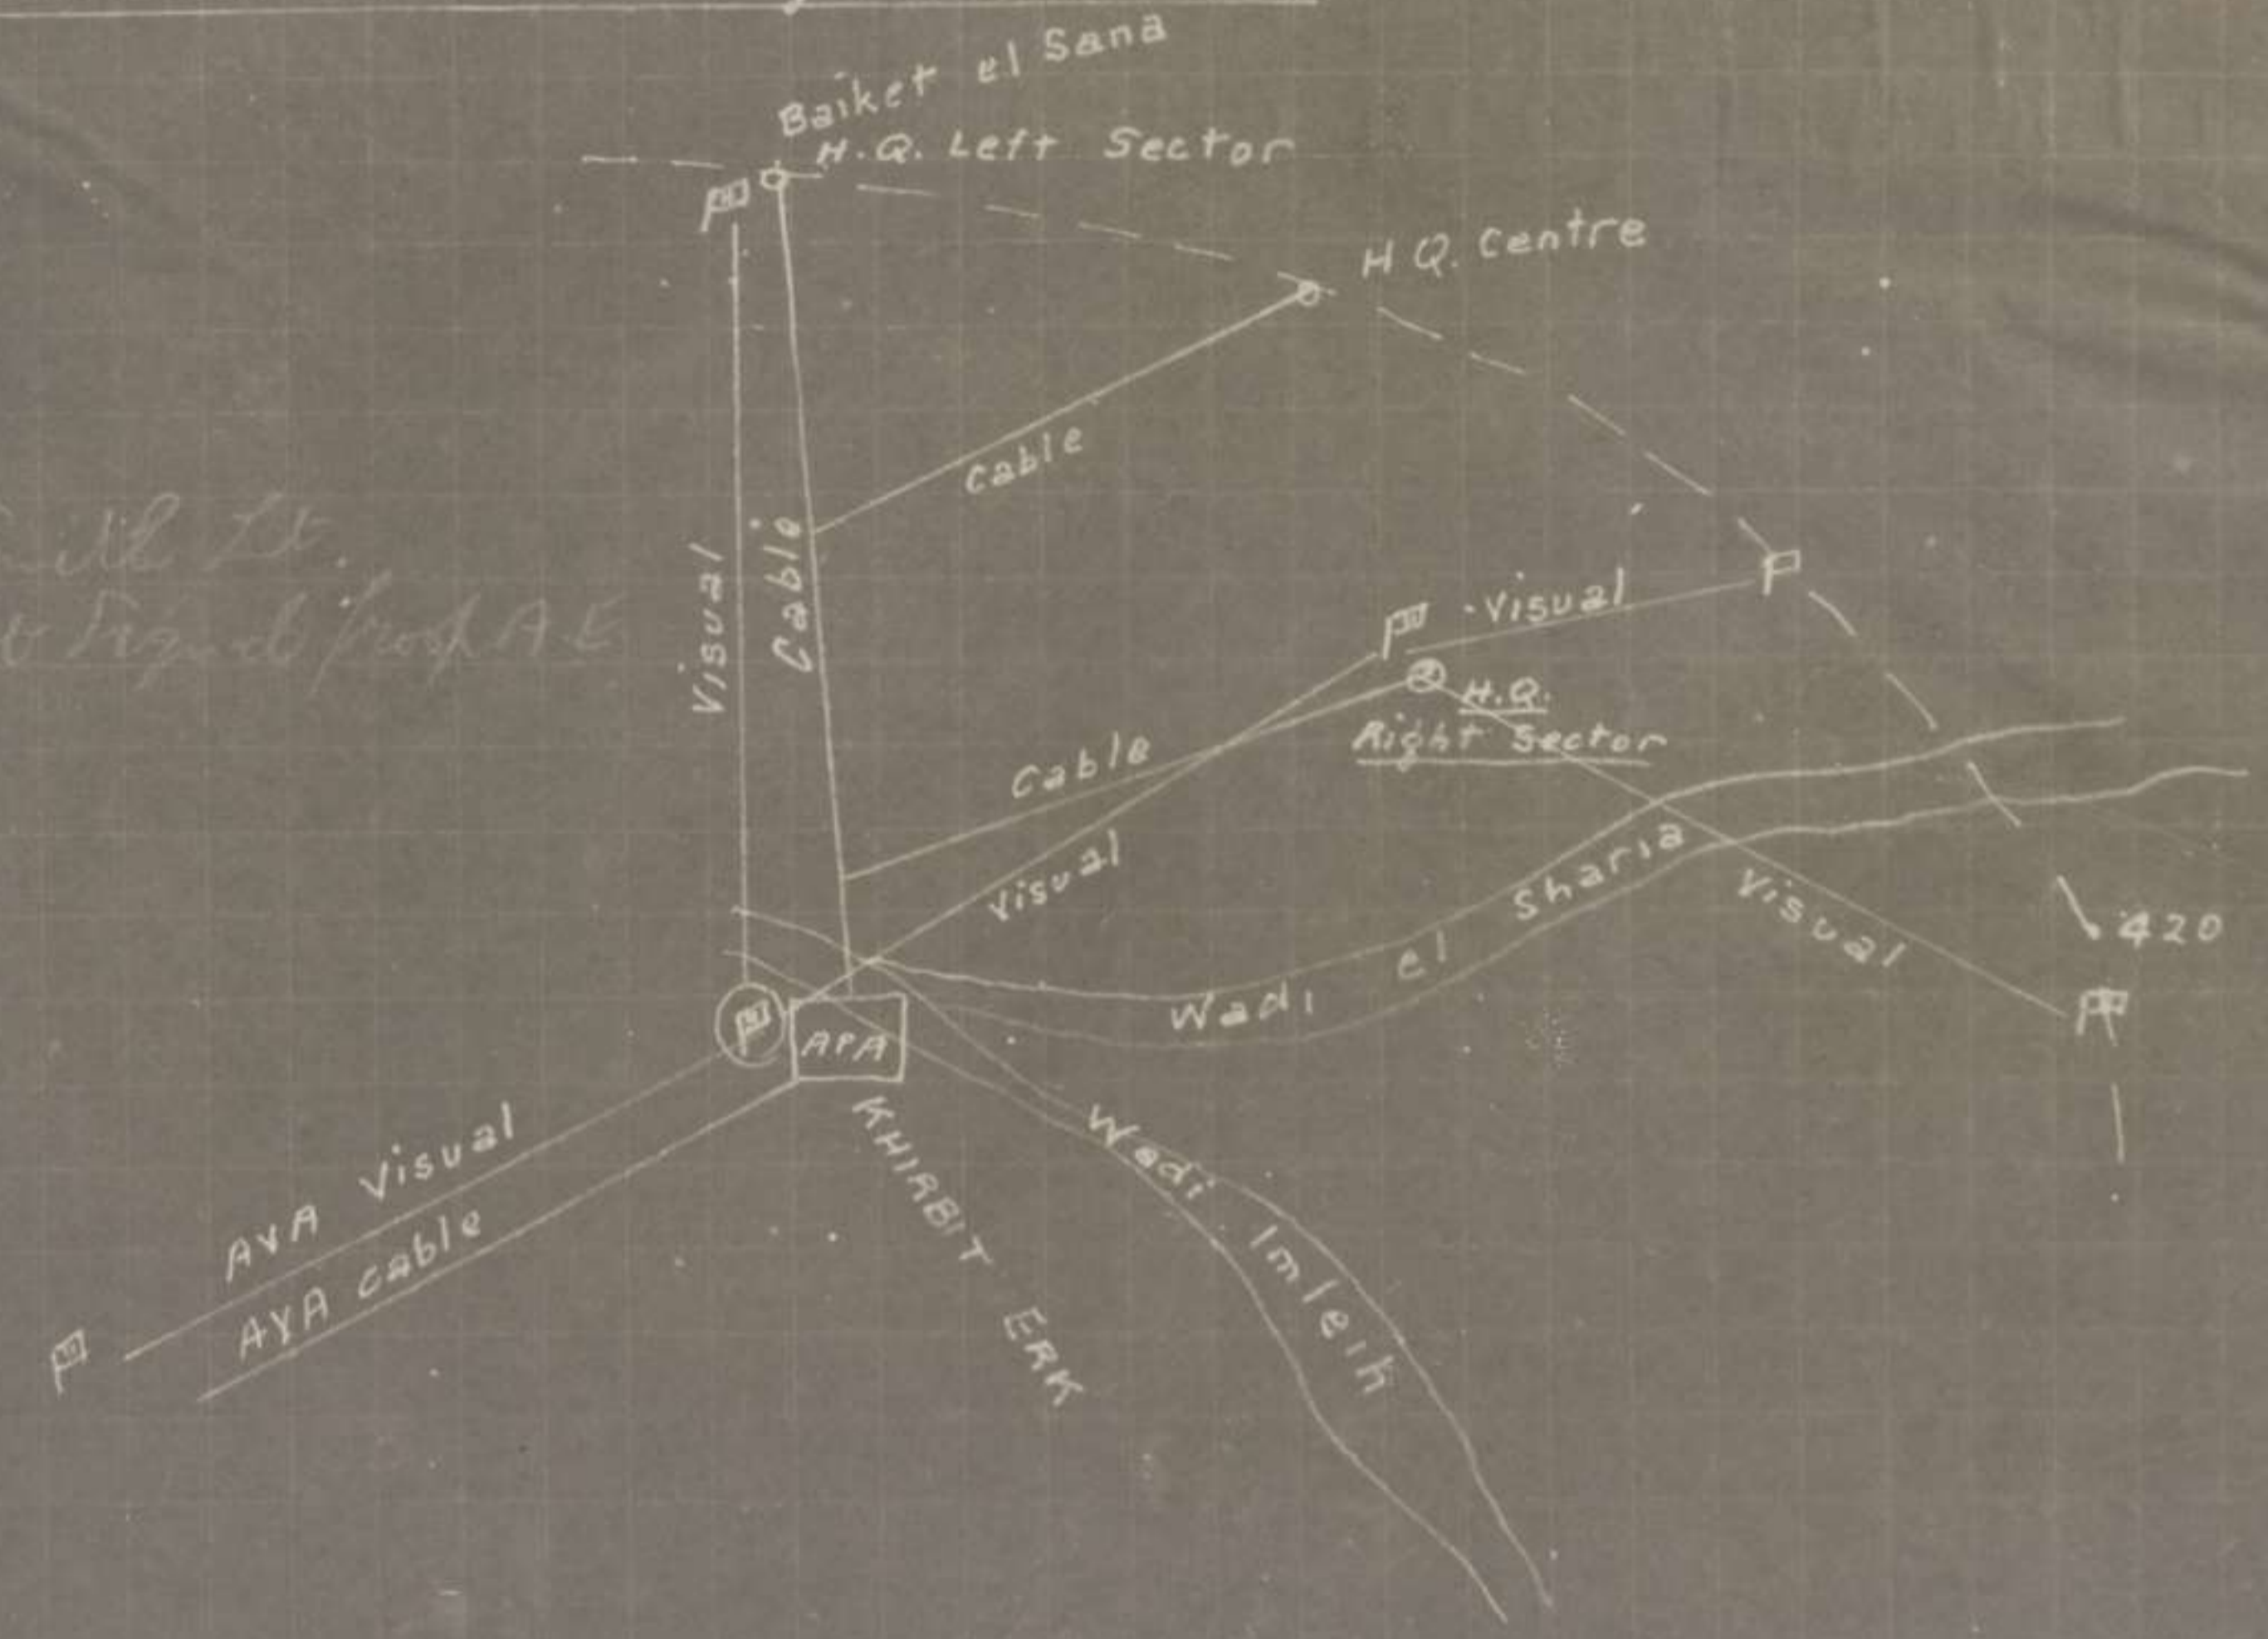 Baiket el Sana
H.Q. Left Sector
H Q. Centre
Cable
Visual
Cable
Visual
H.Q.
Right Sector
Cable
Visual
Wadi el Sharia
Visual
420
APA
KHIRBIT ERK
Wadi Imleih
AYA Visual
AYA Cable
Lt.
A E